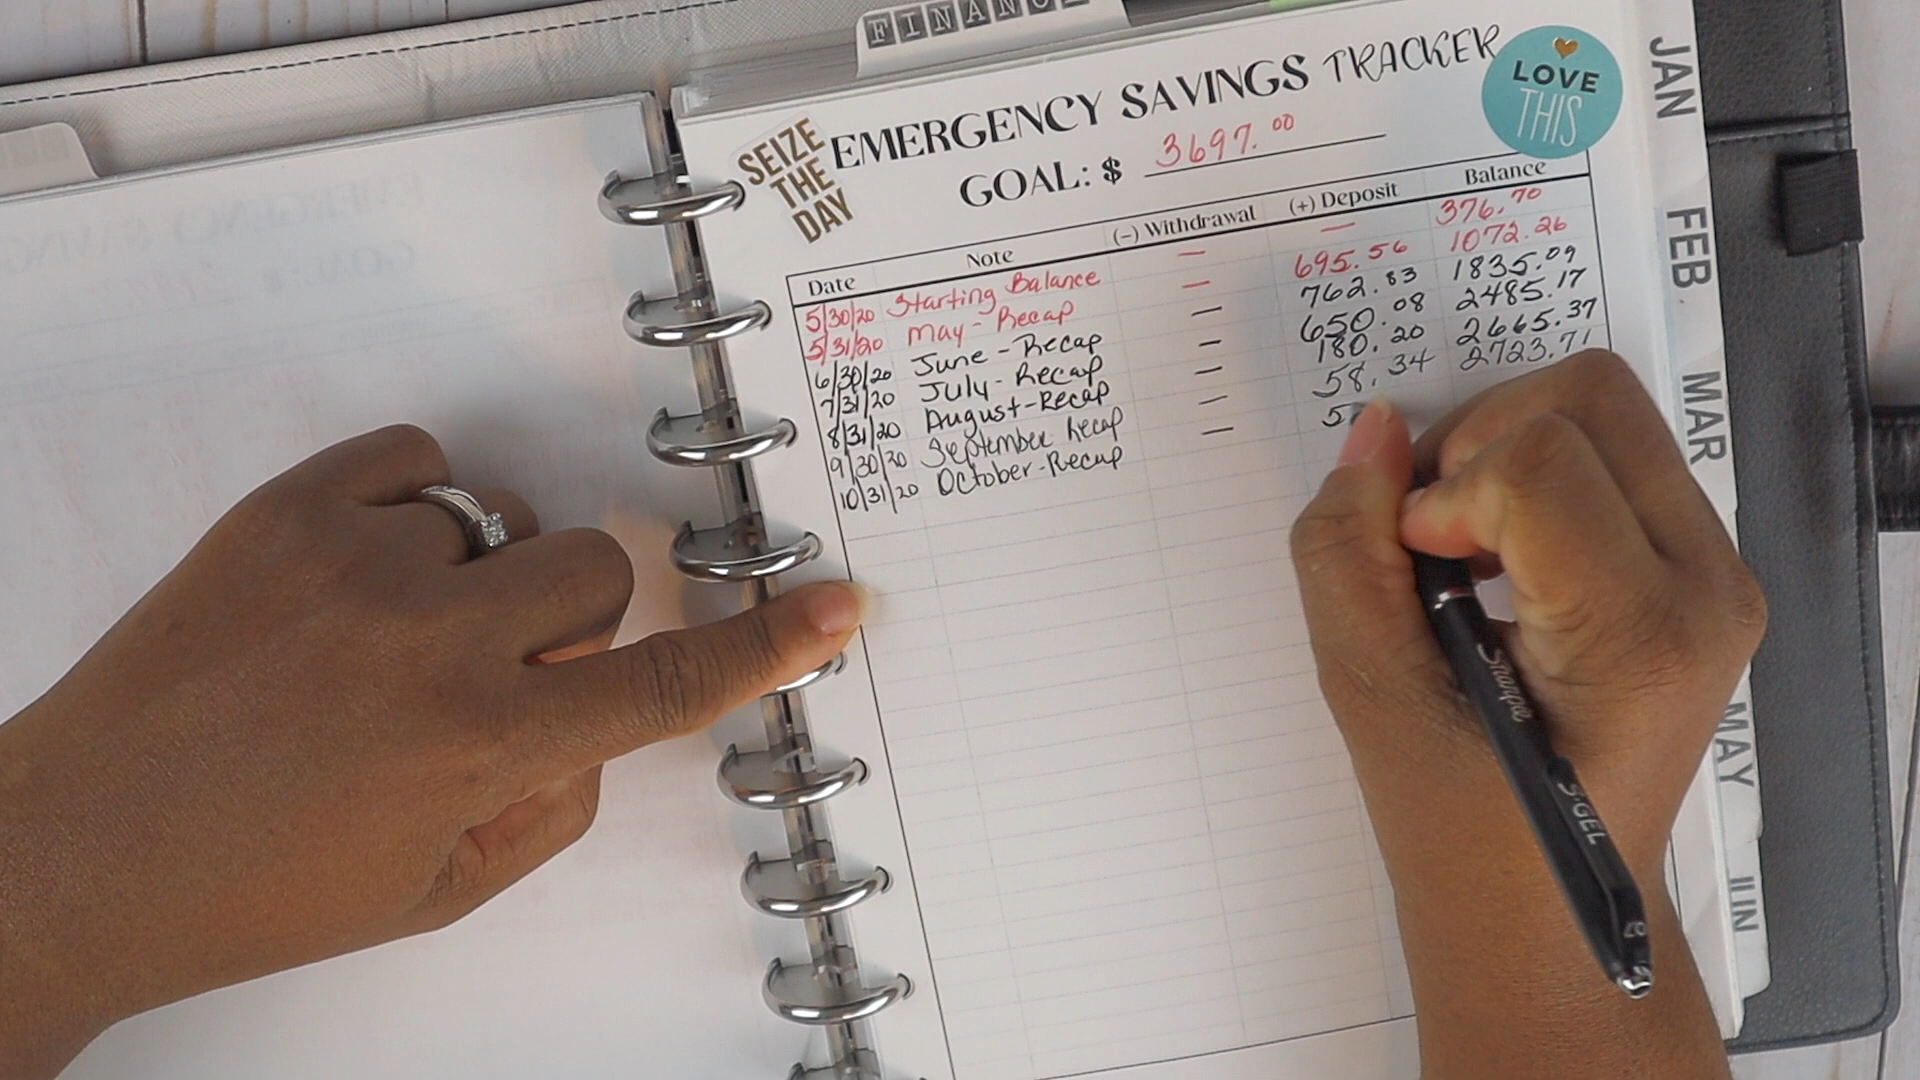 FINANCE
EMERGENCY SAVINGS TRACKER
GOAL: $ 3697.00
SEIZE
THE
DAY
LOVE
THIS
Date Note (-) Withdrawal (+) Deposit Balance
5/30/20 Starting Balance — — 376.70
5/31/20 May - Recap — 695.56 1072.26
6/30/20 June - Recap — 762.83 1835.09
7/31/20 July - Recap — 650.08 2485.17
8/31/20 August - Recap — 180.20 2665.37
9/30/20 September Recap — 58.34 2723.71
10/31/20 October - Recap — 5
JAN
FEB
MAR
MAY
JUN
Sharpie
S·GEL